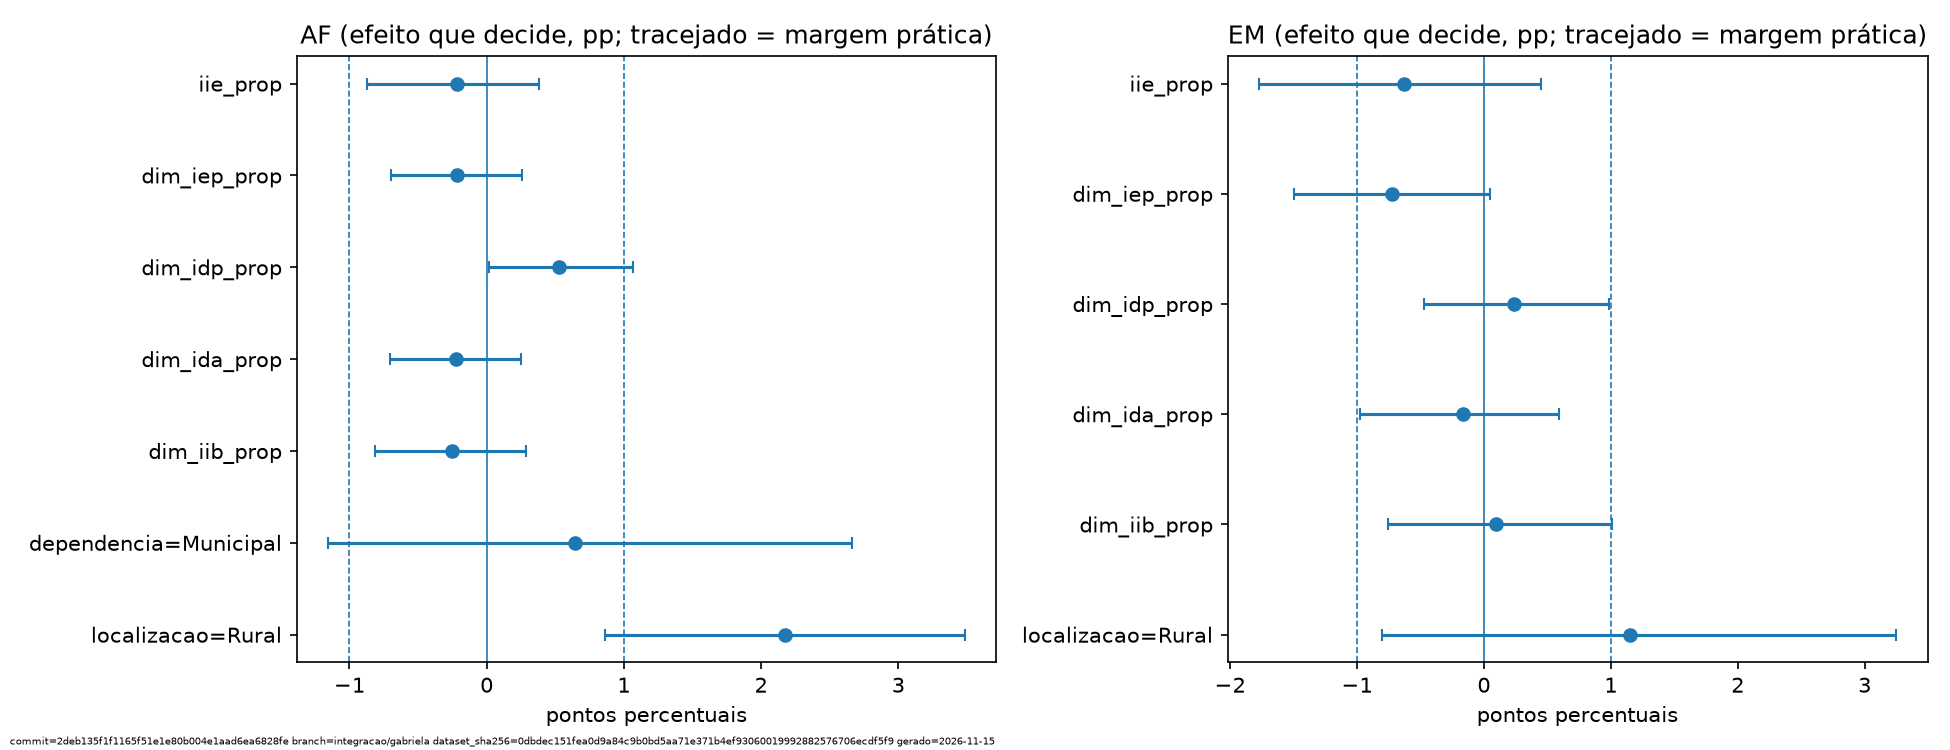 AF (efeito que decide, pp; tracejado = margem prática)
iie_prop
dim_iep_prop
dim_idp_prop
dim_ida_prop
dim_iib_prop
dependencia=Municipal
localizacao=Rural
−1 0 1 2 3
pontos percentuais
EM (efeito que decide, pp; tracejado = margem prática)
iie_prop
dim_iep_prop
dim_idp_prop
dim_ida_prop
dim_iib_prop
localizacao=Rural
−2 −1 0 1 2 3
pontos percentuais
commit=2deb135f1f1165f51e1e80b004e1aad6ea6828fe branch=integracao/gabriela dataset_sha256=0dbdec151fea0d9a84c9b0bd5aa71e371b4ef93060019992882576706ecdf5f9 gerado=2026-11-15